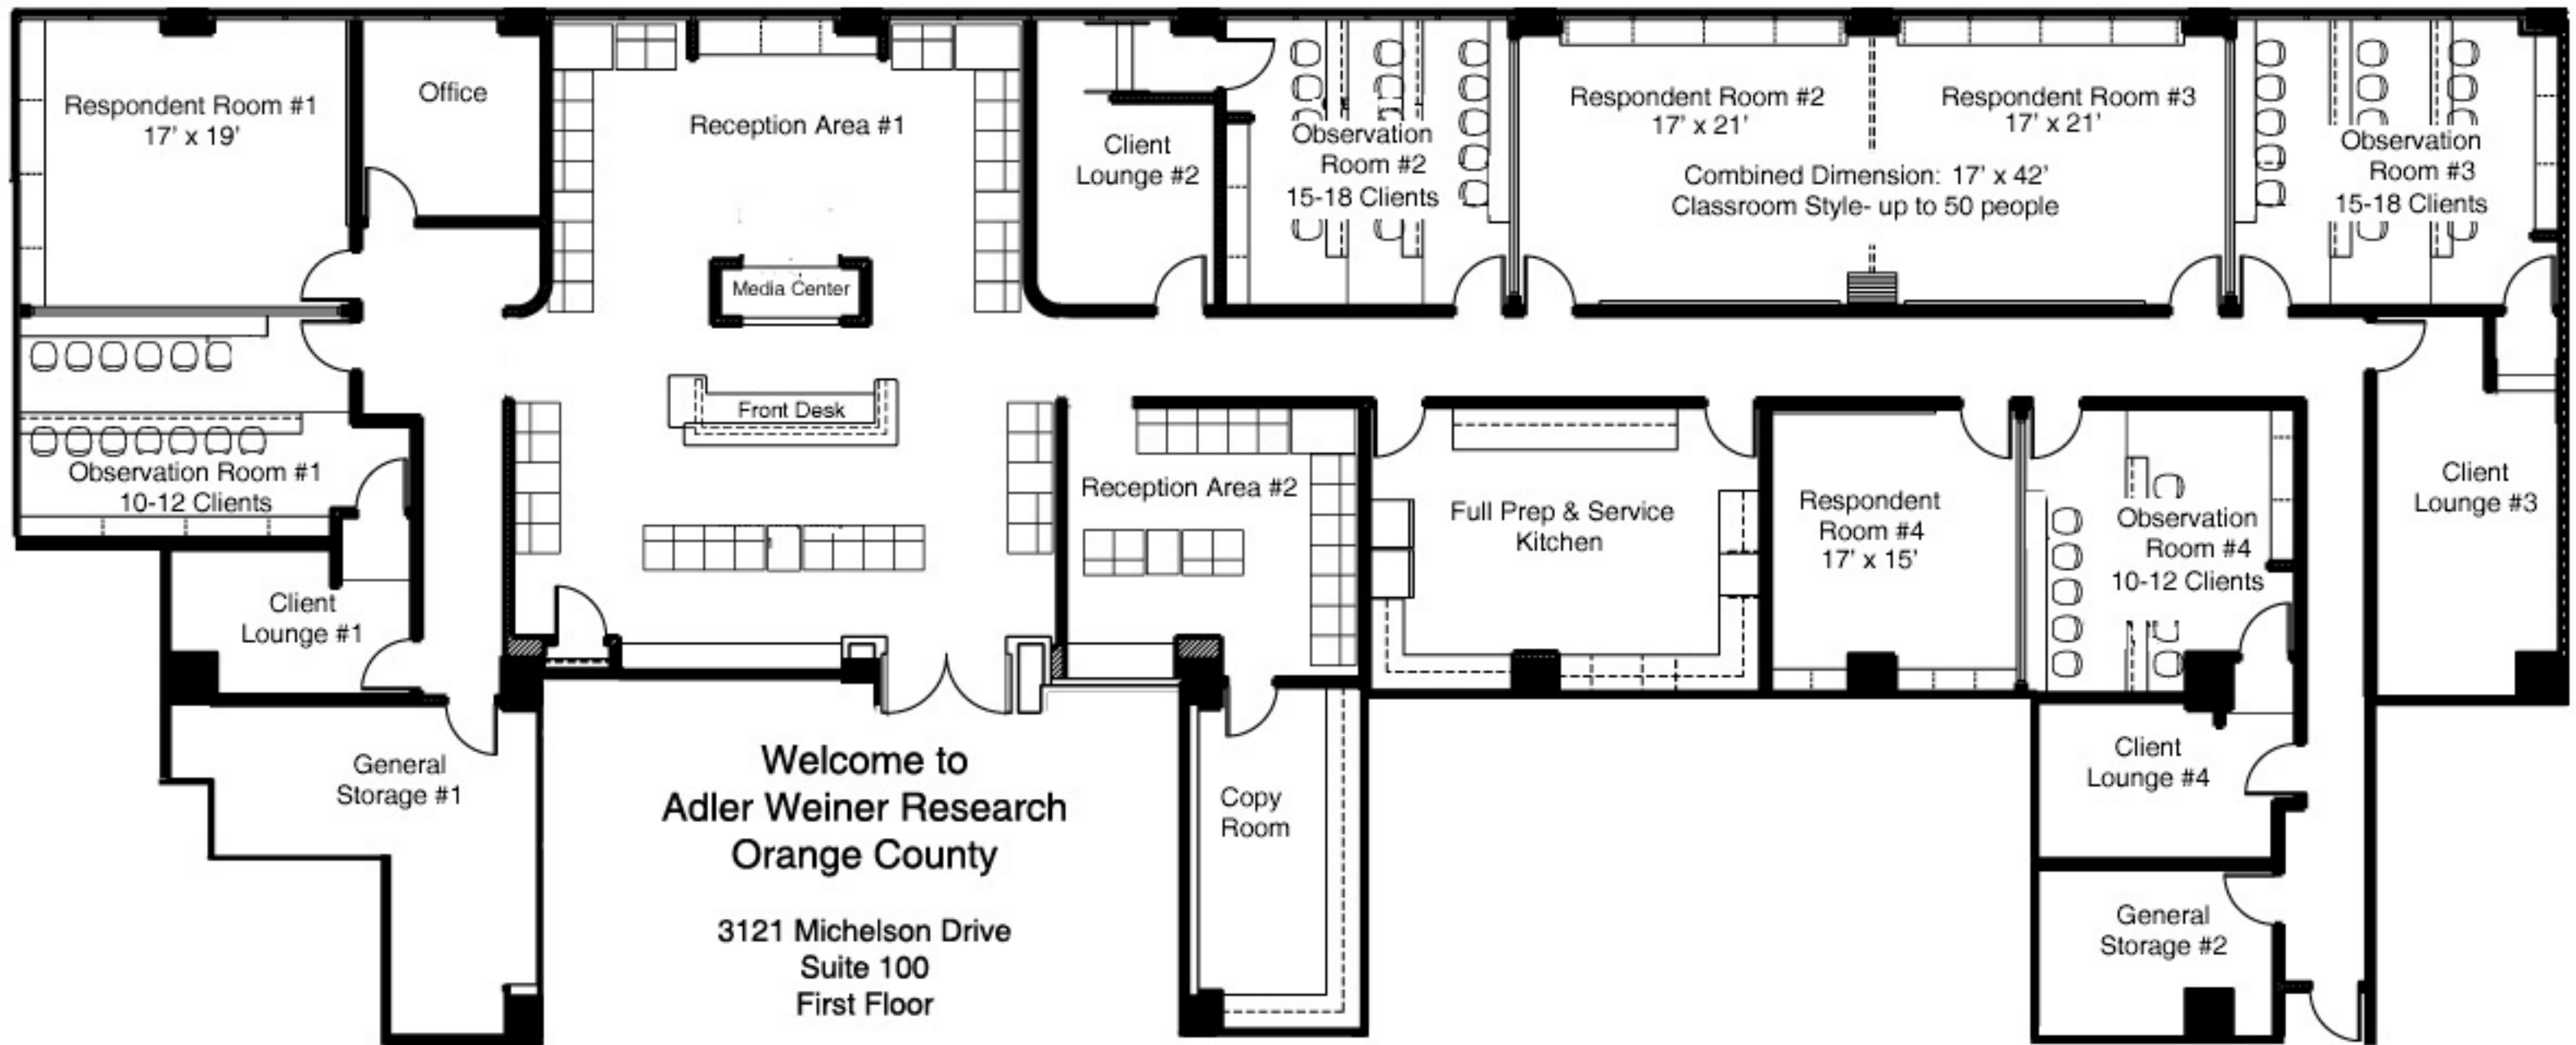 Respondent Room #1
17' x 19'
Office
Reception Area #1
Media Center
Front Desk
Client
Lounge #2
Observation
Room #2
15-18 Clients
Respondent Room #2
17' x 21'
Respondent Room #3
17' x 21'
Combined Dimension: 17' x 42'
Classroom Style- up to 50 people
Observation
Room #3
15-18 Clients
Observation Room #1
10-12 Clients
Client
Lounge #1
General
Storage #1
Reception Area #2
Full Prep & Service
Kitchen
Respondent
Room #4
17' x 15'
Observation
Room #4
10-12 Clients
Client
Lounge #3
Welcome to
Adler Weiner Research
Orange County
3121 Michelson Drive
Suite 100
First Floor
Copy
Room
Client
Lounge #4
General
Storage #2